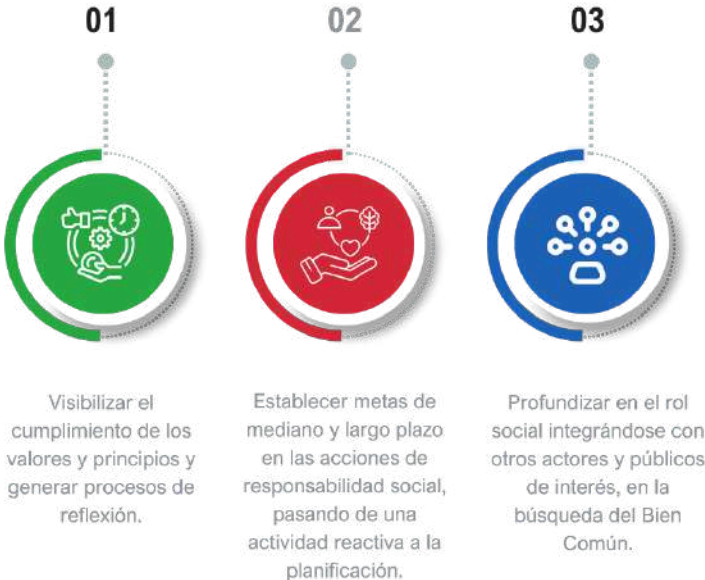 01
Visibilizar el
cumplimiento de los
valores y principios y
generar procesos de
reflexión.
02
Establecer metas de
mediano y largo plazo
en las acciones de
responsabilidad social,
pasando de una
actividad reactiva a la
planificación.
03
Profundizar en el rol
social integrándose con
otros actores y públicos
de interés, en la
búsqueda del Bien
Común.